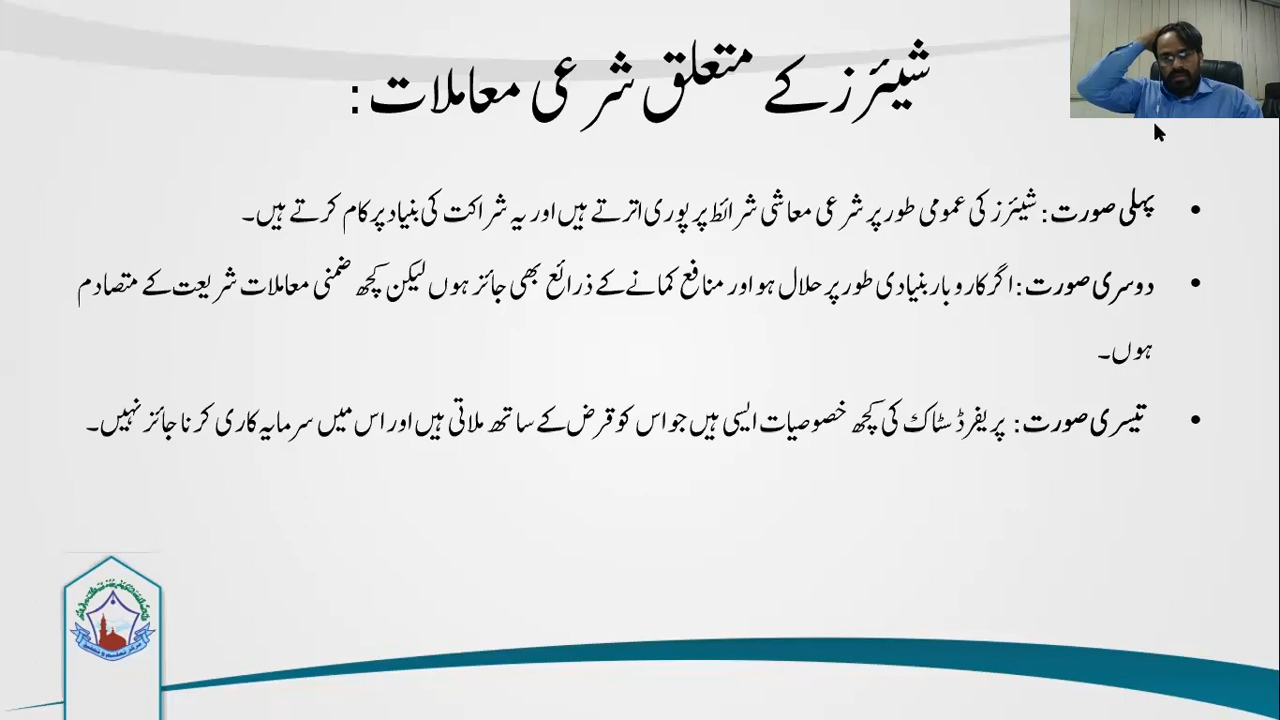 شیئرز کے متعلق شرعی معاملات:
• پہلی صورت: شیئرز کی عمومی طور پر شرعی معاشی شرائط پر پوری اترتے ہیں اور یہ شراکت کی بنیاد پر کام کرتے ہیں۔
• دوسری صورت: اگر کاروبار بنیادی طور پر حلال ہو اور منافع کمانے کے ذرائع بھی جائز ہوں لیکن کچھ ضمنی معاملات شریعت کے متصادم
ہوں۔
• تیسری صورت: پریفرڈ سٹاک کی کچھ خصوصیات ایسی ہیں جو اس کو قرض کے ساتھ ملاتی ہیں اور اس میں سرمایہ کاری کرنا جائز نہیں۔